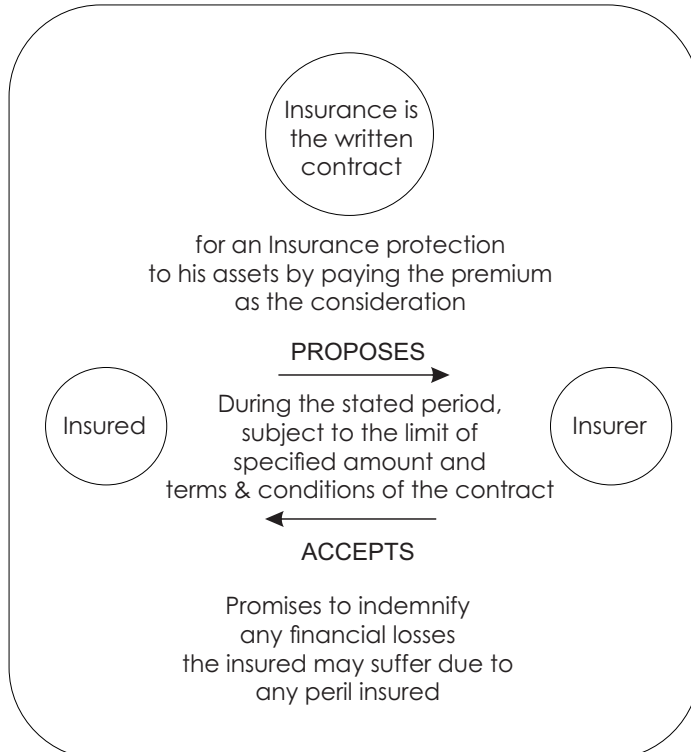 Insurance is
the written
contract
for an Insurance protection
to his assets by paying the premium
as the consideration
PROPOSES
Insured
During the stated period,
subject to the limit of
specified amount and
terms & conditions of the contract
Insurer
ACCEPTS
Promises to indemnify
any financial losses
the insured may suffer due to
any peril insured